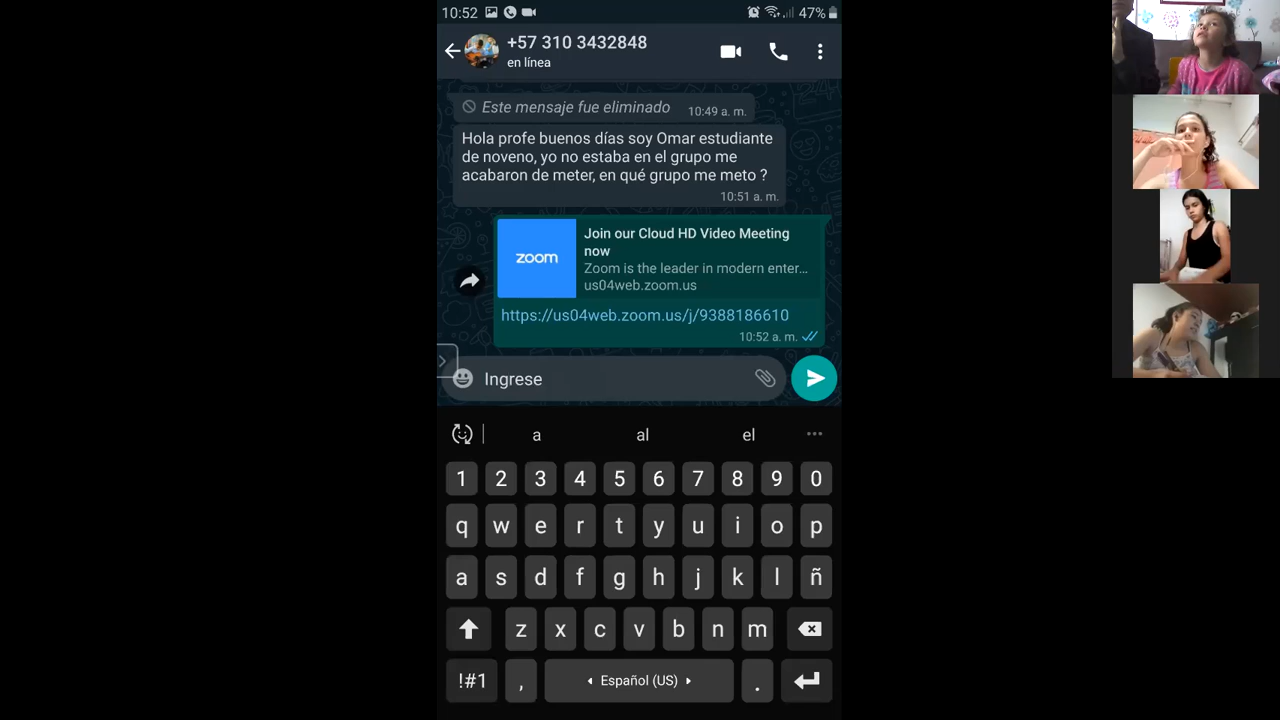 10:52
47%
+57 310 3432848
en línea
Este mensaje fue eliminado 10:49 a. m.
Hola profe buenos días soy Omar estudiante
de noveno, yo no estaba en el grupo me
acabaron de meter, en qué grupo me meto ?
10:51 a. m.
zoom
Join our Cloud HD Video Meeting
now
Zoom is the leader in modern enter...
us04web.zoom.us
https://us04web.zoom.us/j/9388186610
10:52 a. m.
Ingrese
a al el
1 2 3 4 5 6 7 8 9 0
q w e r t y u i o p
a s d f g h j k l ñ
z x c v b n m
!#1 , Español (US) .